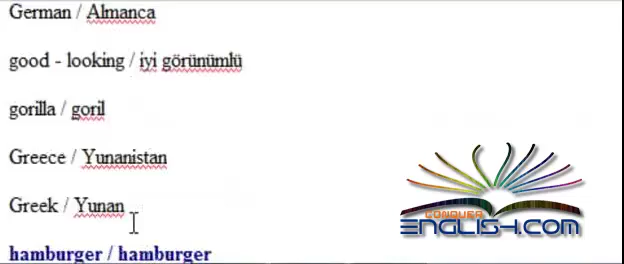 German / Almanca
good - looking / iyi görünümlü
gorilla / goril
Greece / Yunanistan
Greek / Yunan
hamburger / hamburger
CONQUER
ENGLISH.COM